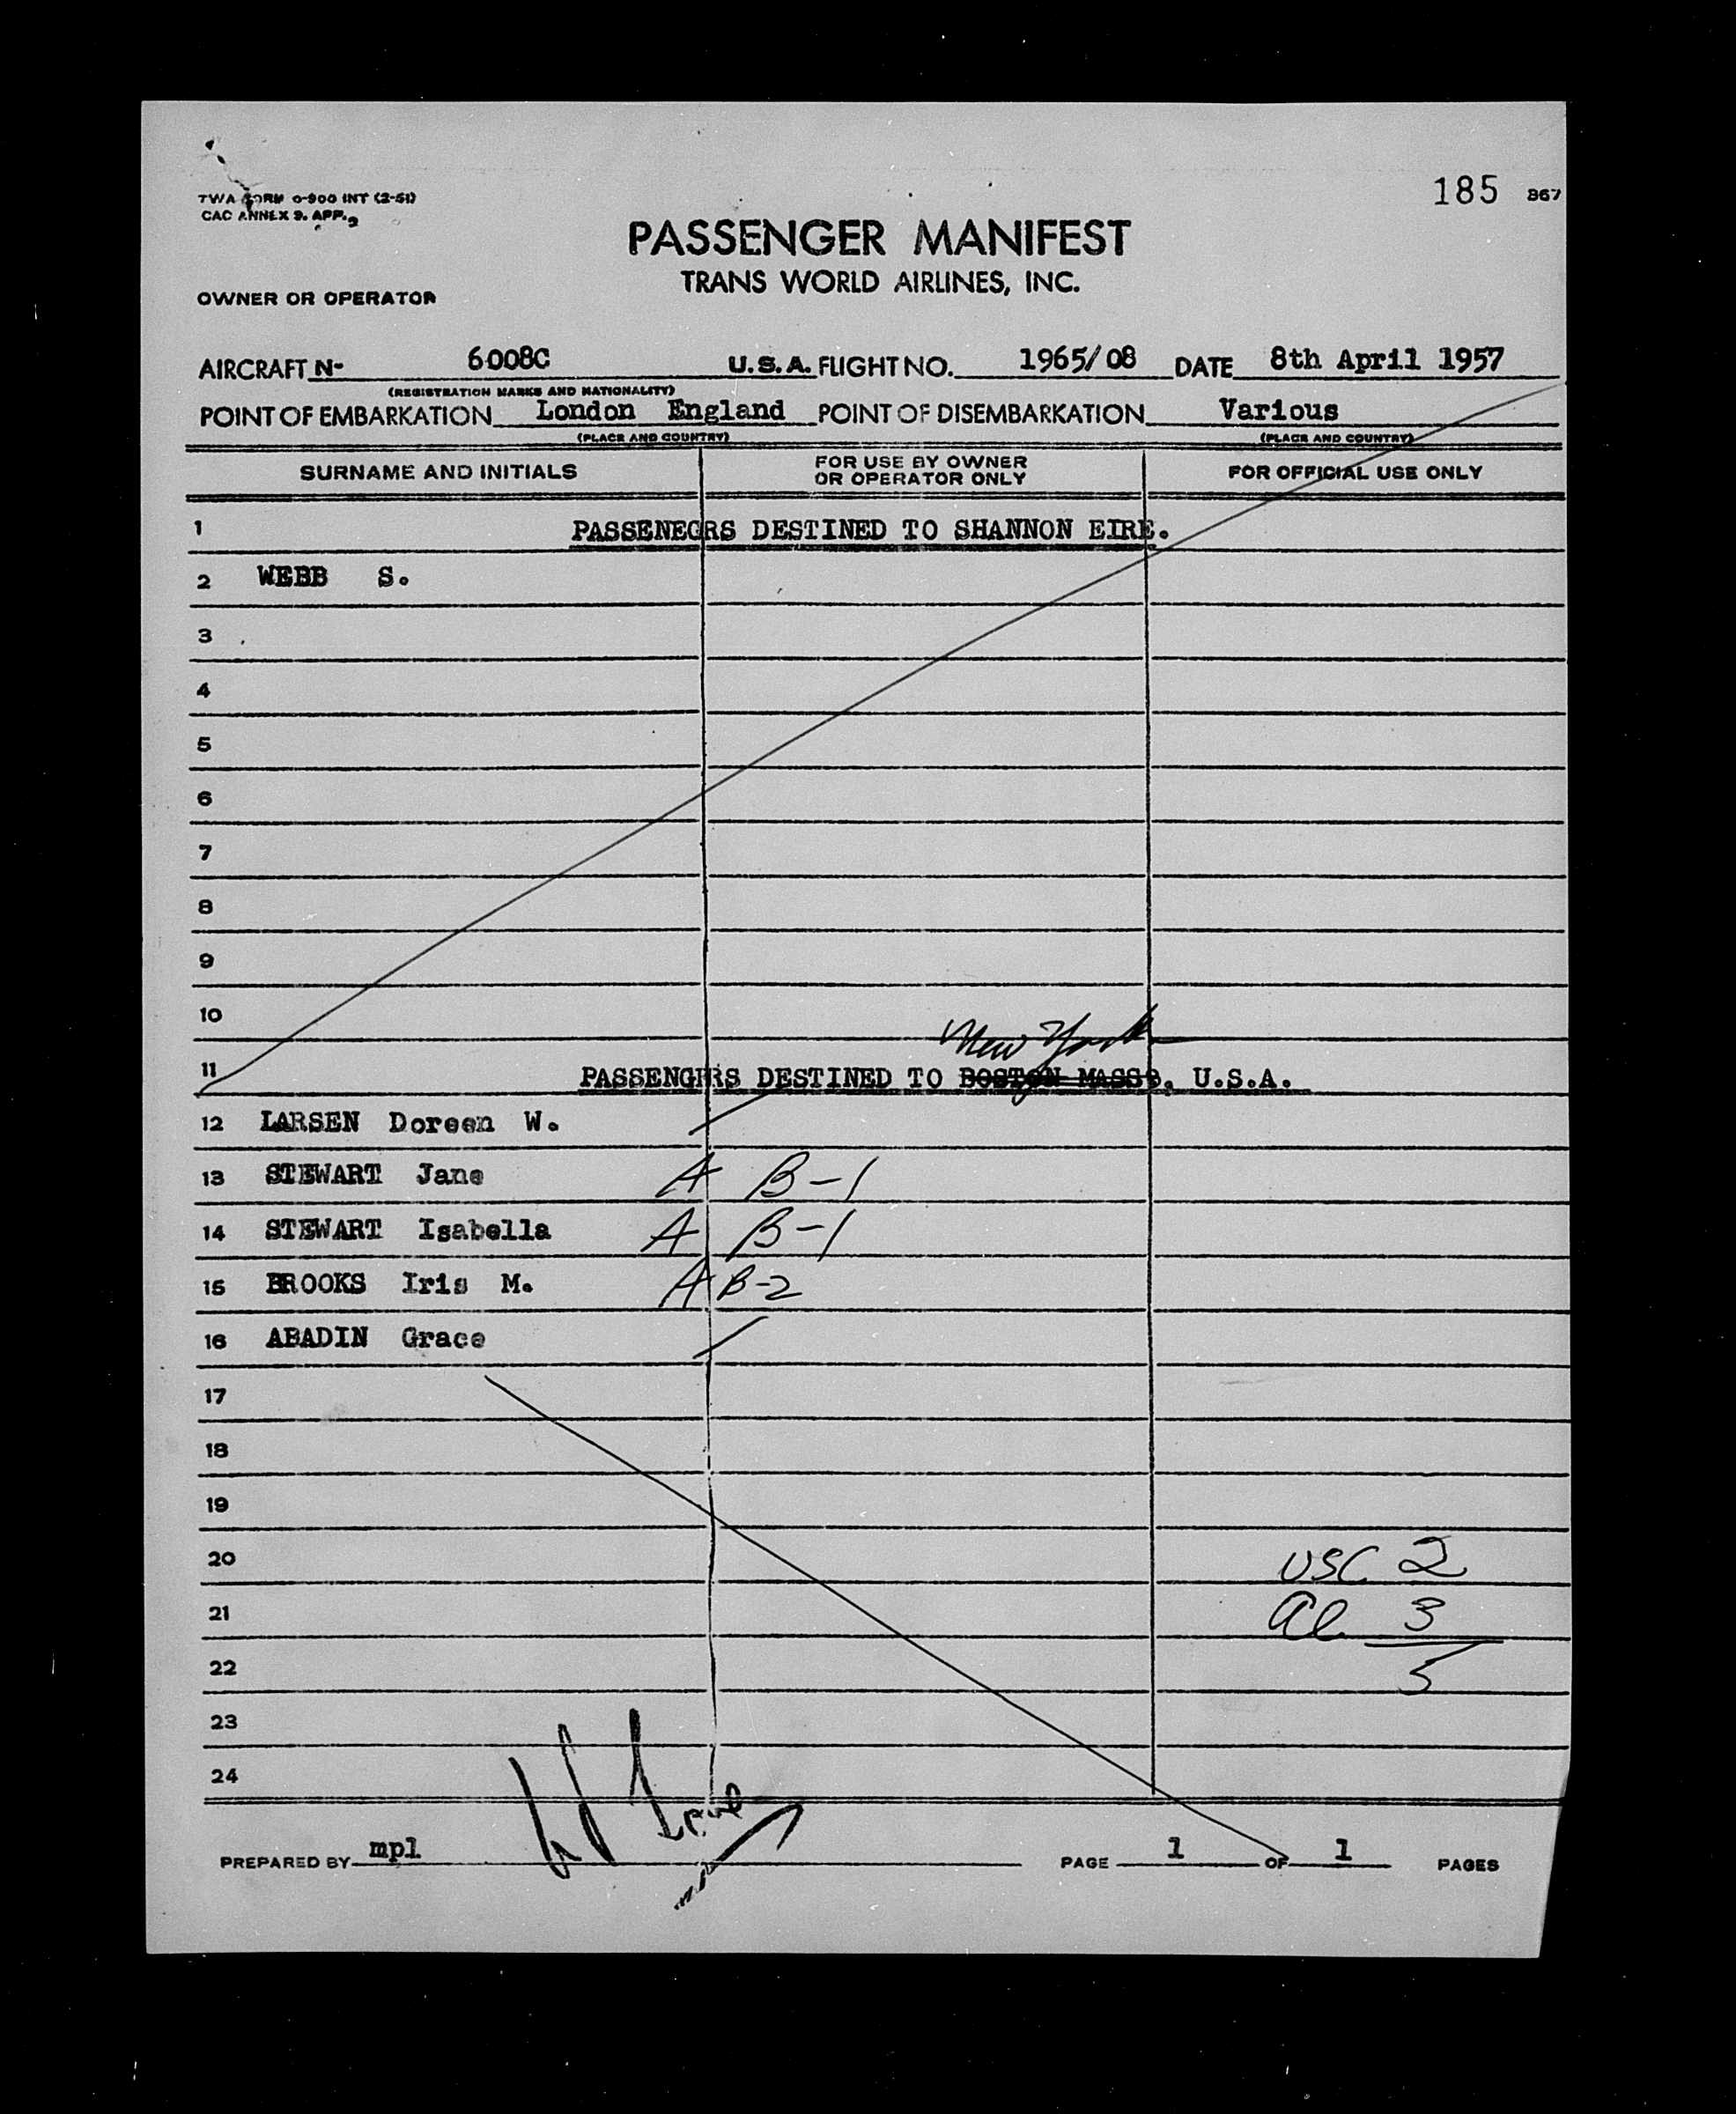 TWA FORM 0-900 INT (2-51)
CAC ANNEX 9. APP. 2
185 867
PASSENGER MANIFEST
TRANS WORLD AIRLINES, INC.
OWNER OR OPERATOR
AIRCRAFT N- 6008C U.S.A. FLIGHT NO. 1965/08 DATE 8th April 1957
(REGISTRATION MARKS AND NATIONALITY)
POINT OF EMBARKATION London England POINT OF DISEMBARKATION Various
(PLACE AND COUNTRY) (PLACE AND COUNTRY)
SURNAME AND INITIALS FOR USE BY OWNER OR OPERATOR ONLY FOR OFFICIAL USE ONLY
1 PASSENEGRS DESTINED TO SHANNON EIRE.
2 WEBB S.
3
4
5
6
7
8
9
10
New York
11 PASSENGERS DESTINED TO BOSTON MASS. U.S.A.
12 LARSEN Doreen W.
13 STEWART Jane A B-1
14 STEWART Isabella A B-1
15 BROOKS Iris M. A B-2
16 ABADIN Grace
17
18
19
20 USC 2
21 Al 3
22 5
23
24
PREPARED BY mpl PAGE 1 OF 1 PAGES